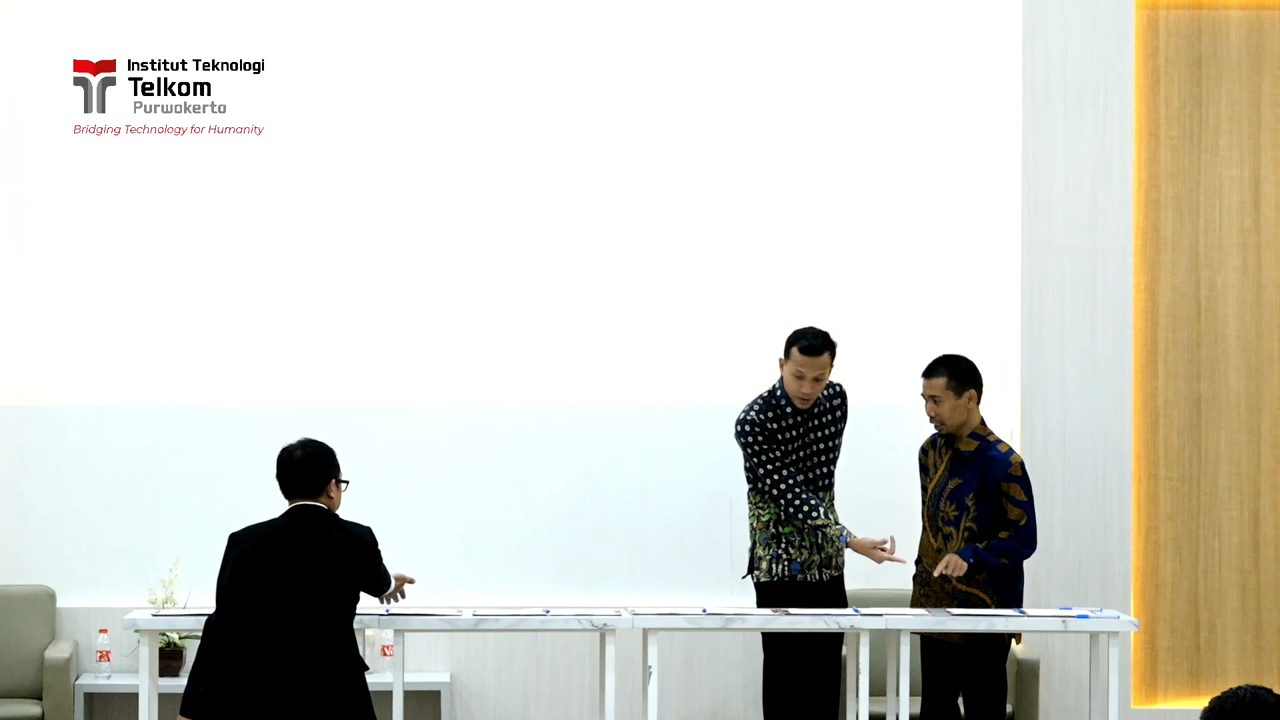 Institut Teknologi
Telkom
Purwokerto
Bridging Technology for Humanity